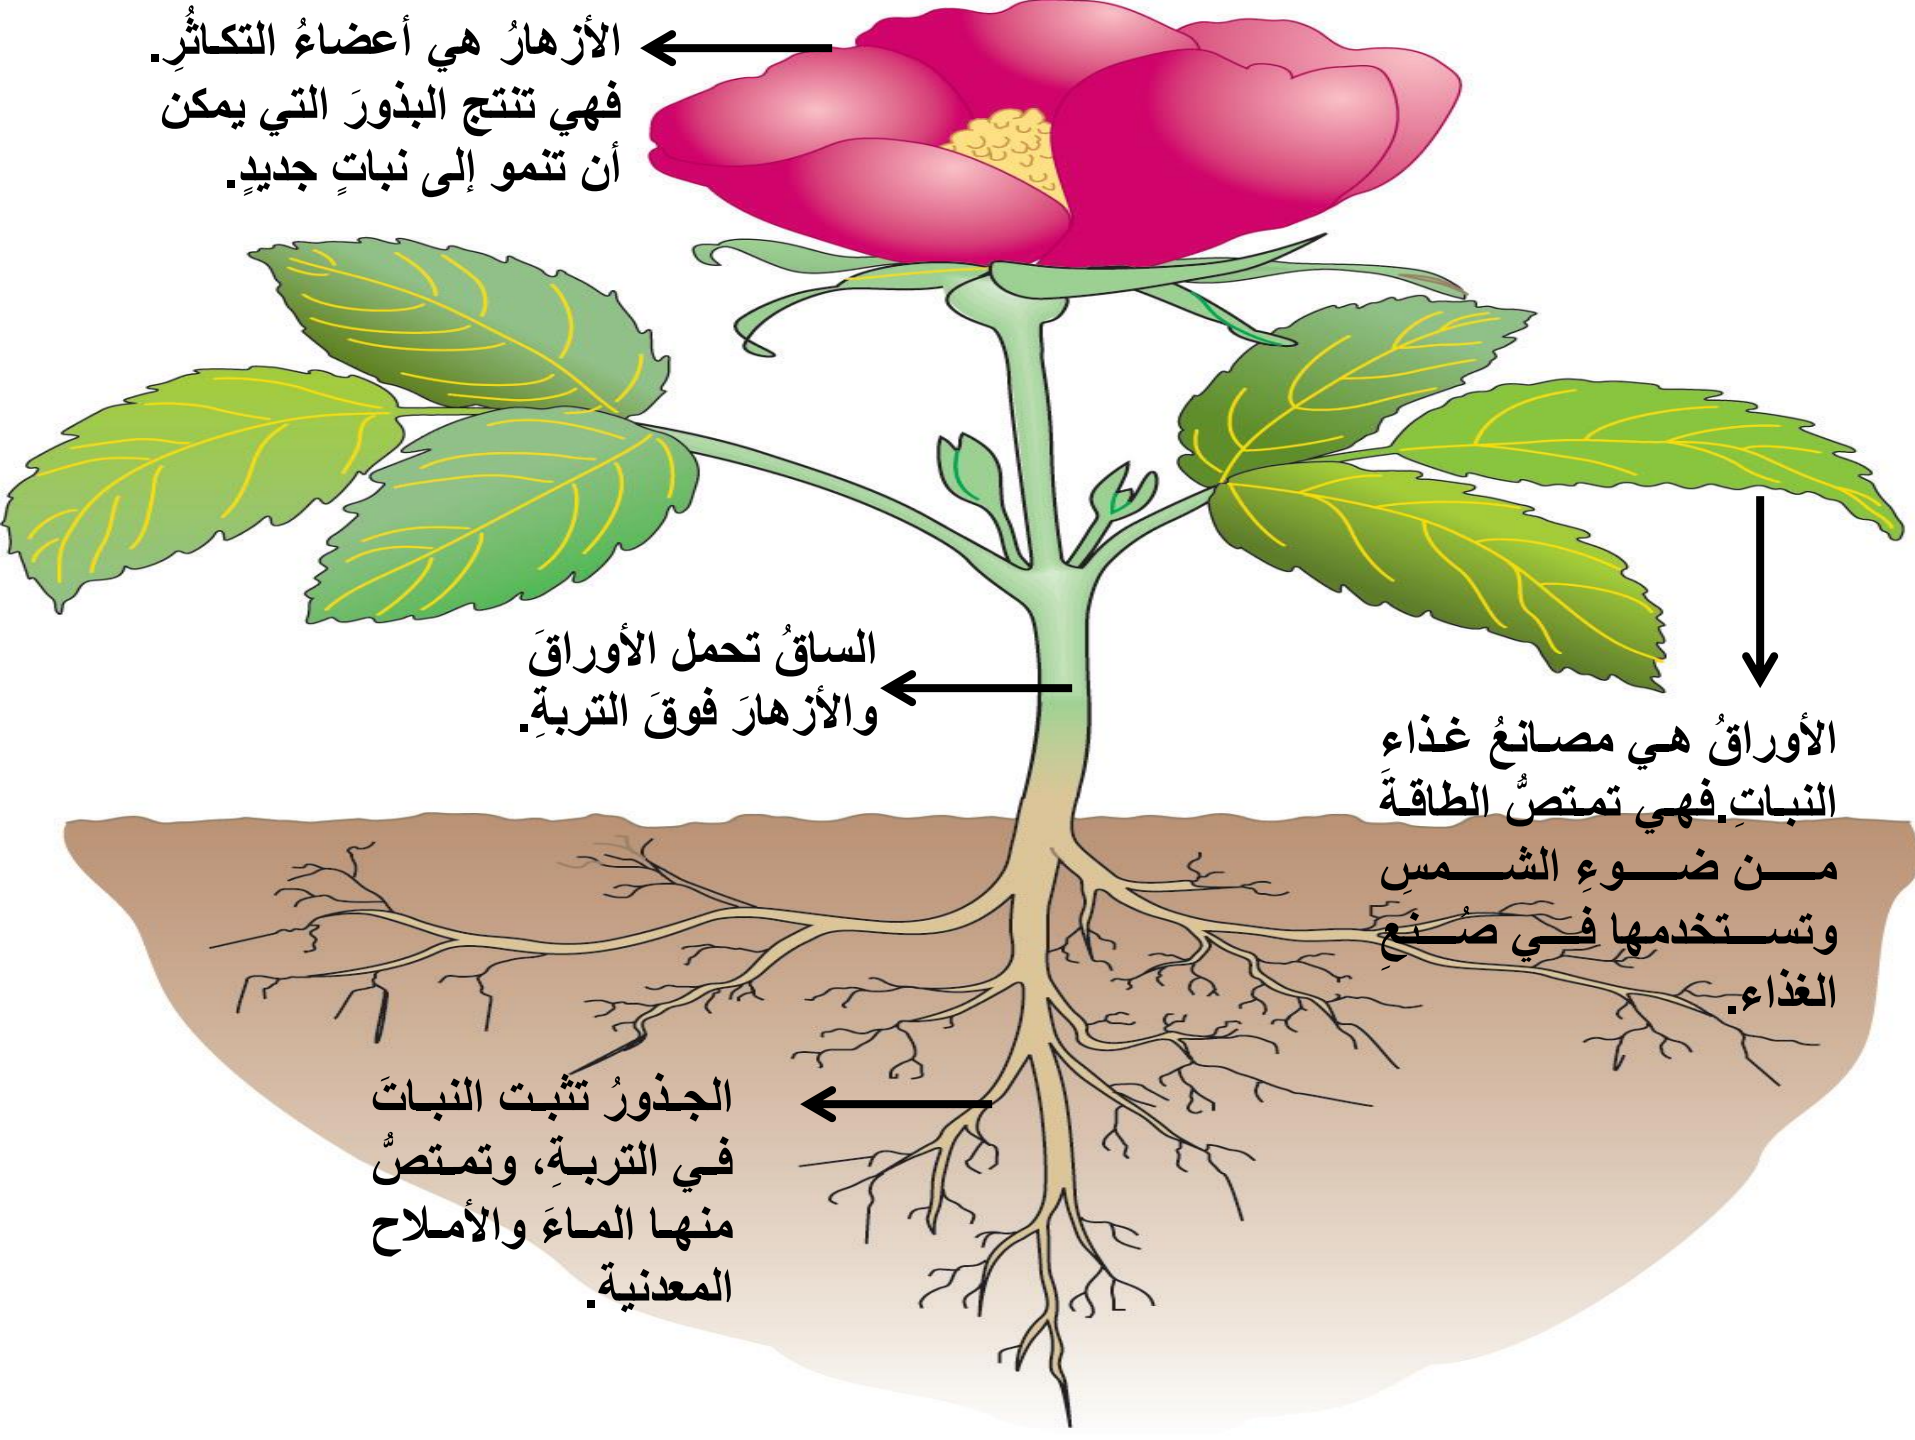 الأزهارُ هي أعضاءُ التكاثُرِ.
فهي تنتج البذورَ التي يمكن
أن تنمو إلى نباتٍ جديدٍ.
الساقُ تحمل الأوراقَ
والأزهارَ فوقَ التربةِ.
الأوراقُ هي مصانعُ غذاء
النباتِ.فهي تمتصُّ الطاقةَ
من ضوءِ الشمسِ
وتستخدمها في صُنعِ
الغذاء.
الجذورُ تثبت النباتَ
في التربةِ، وتمتصُّ
منها الماءَ والأملاح
المعدنية.